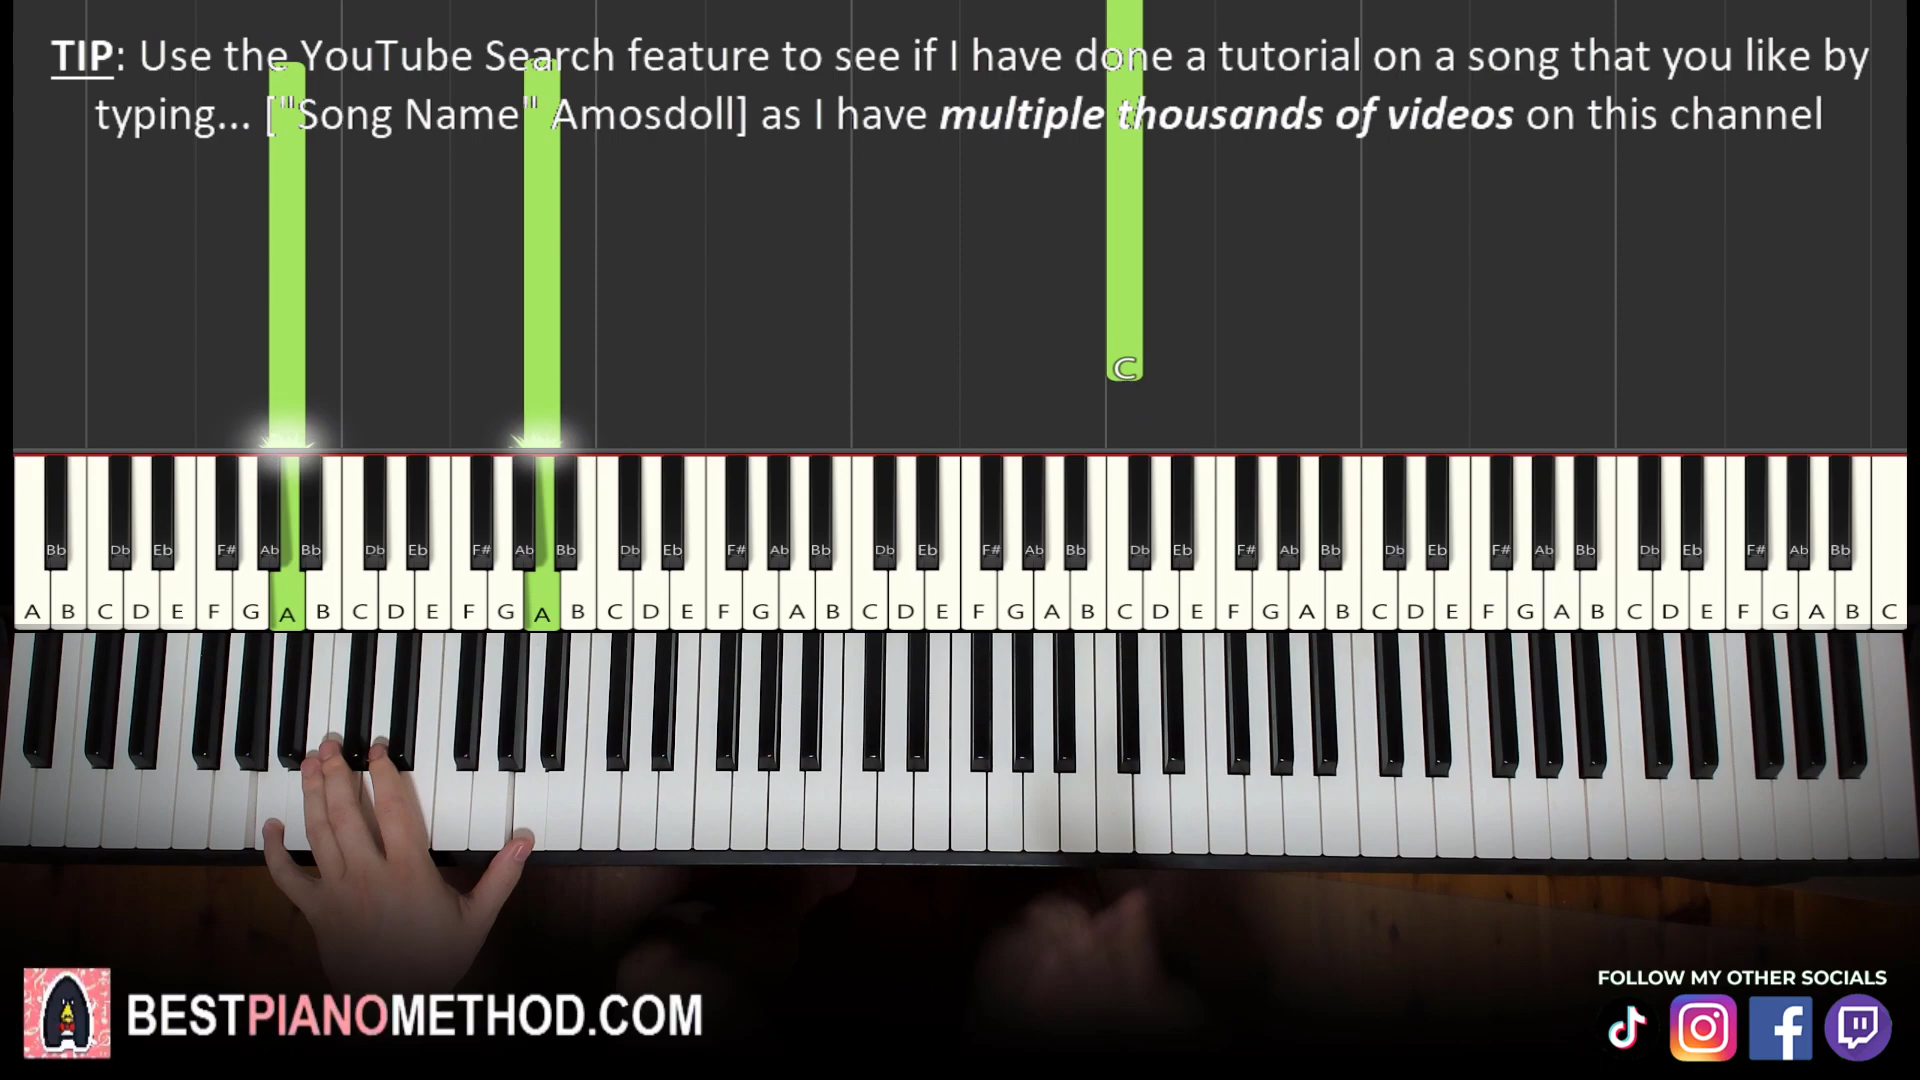 TIP: Use the YouTube Search feature to see if I have done a tutorial on a song that you like by
typing... ["Song Name" Amosdoll] as I have multiple thousands of videos on this channel
C
Bb Db Eb F# Ab Bb Db Eb F# Ab Bb Db Eb F# Ab Bb Db Eb F# Ab Bb Db Eb F# Ab Bb Db Eb F# Ab Bb Db Eb F# Ab Bb
A B C D E F G A B C D E F G A B C D E F G A B C D E F G A B C D E F G A B C D E F G A B C D E F G A B C
FOLLOW MY OTHER SOCIALS
BESTPIANOMETHOD.COM